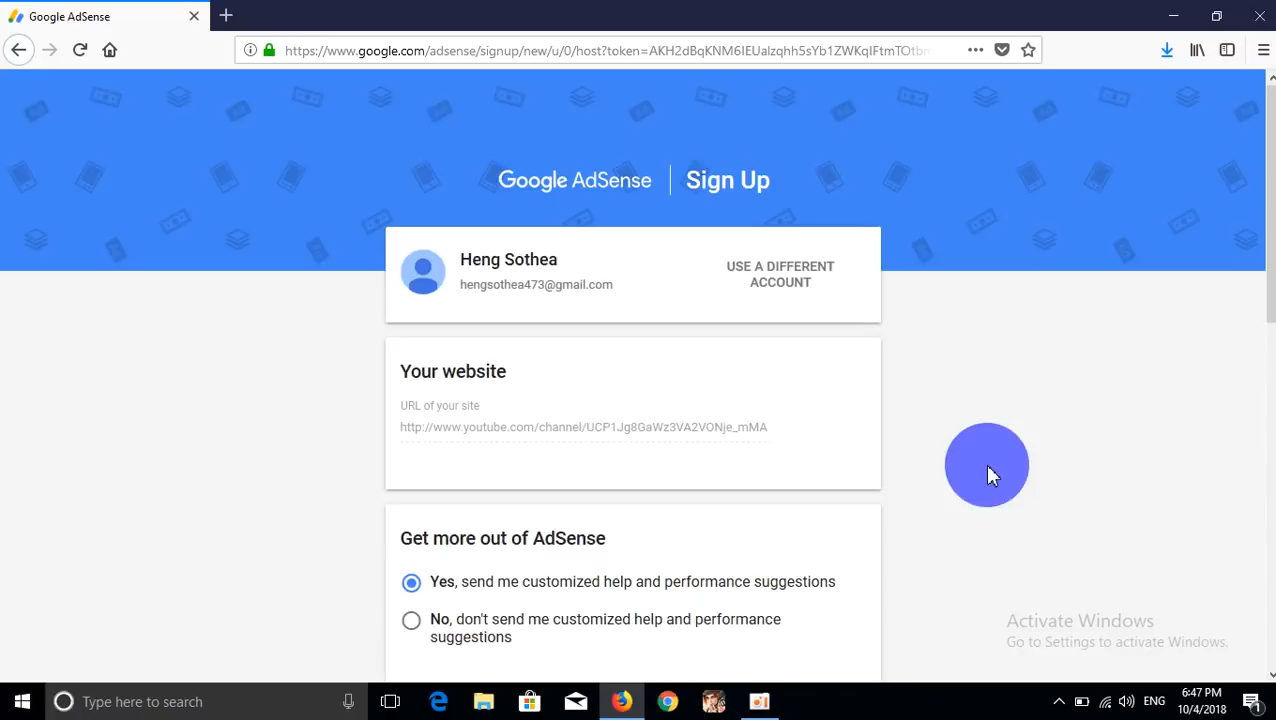 Google AdSense
https://www.google.com/adsense/signup/new/u/0/host?token=AKH2dBqKNM6IEUalzqhh5sYb1ZWKqIFtmTOtb
Google AdSense | Sign Up
Heng Sothea
hengsothea473@gmail.com
USE A DIFFERENT
ACCOUNT
Your website
URL of your site
http://www.youtube.com/channel/UCP1Jg8GaWz3VA2VONje_mMA
Get more out of AdSense
Yes, send me customized help and performance suggestions
No, don't send me customized help and performance
suggestions
Activate Windows
Go to Settings to activate Windows.
Type here to search
ENG
6:47 PM
10/4/2018
1